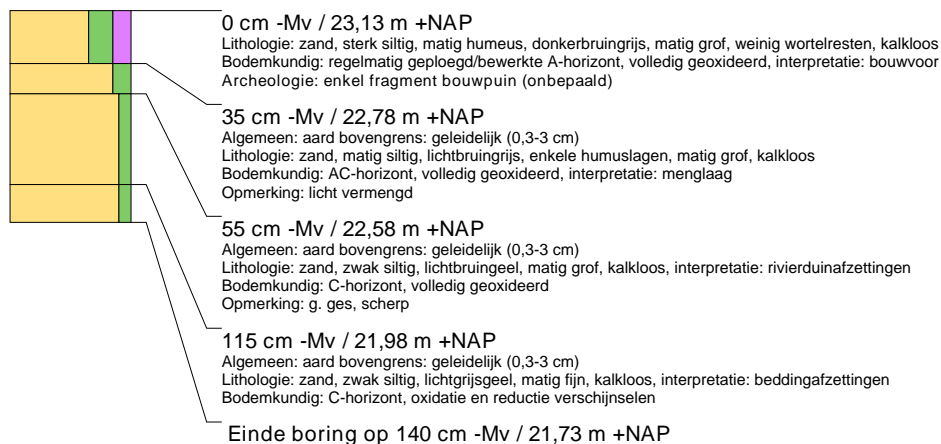 0 cm -Mv / 23,13 m +NAP
Lithologie: zand, sterk siltig, matig humeus, donkerbruingrijs, matig grof, weinig wortelresten, kalkloos
Bodemkundig: regelmatig geploegd/bewerkte A-horizont, volledig geoxideerd, interpretatie: bouwvoor
Archeologie: enkel fragment bouwpuin (onbepaald)
35 cm -Mv / 22,78 m +NAP
Algemeen: aard bovengrens: geleidelijk (0,3-3 cm)
Lithologie: zand, matig siltig, lichtbruingrijs, enkele humuslagen, matig grof, kalkloos
Bodemkundig: AC-horizont, volledig geoxideerd, interpretatie: menglaag
Opmerking: licht vermengd
55 cm -Mv / 22,58 m +NAP
Algemeen: aard bovengrens: geleidelijk (0,3-3 cm)
Lithologie: zand, zwak siltig, lichtbruingeel, matig grof, kalkloos, interpretatie: rivierduinafzettingen
Bodemkundig: C-horizont, volledig geoxideerd
Opmerking: g. ges, scherp
115 cm -Mv / 21,98 m +NAP
Algemeen: aard bovengrens: geleidelijk (0,3-3 cm)
Lithologie: zand, zwak siltig, lichtgrijsgeel, matig fijn, kalkloos, interpretatie: beddingafzettingen
Bodemkundig: C-horizont, oxidatie en reductie verschijnselen
Einde boring op 140 cm -Mv / 21,73 m +NAP